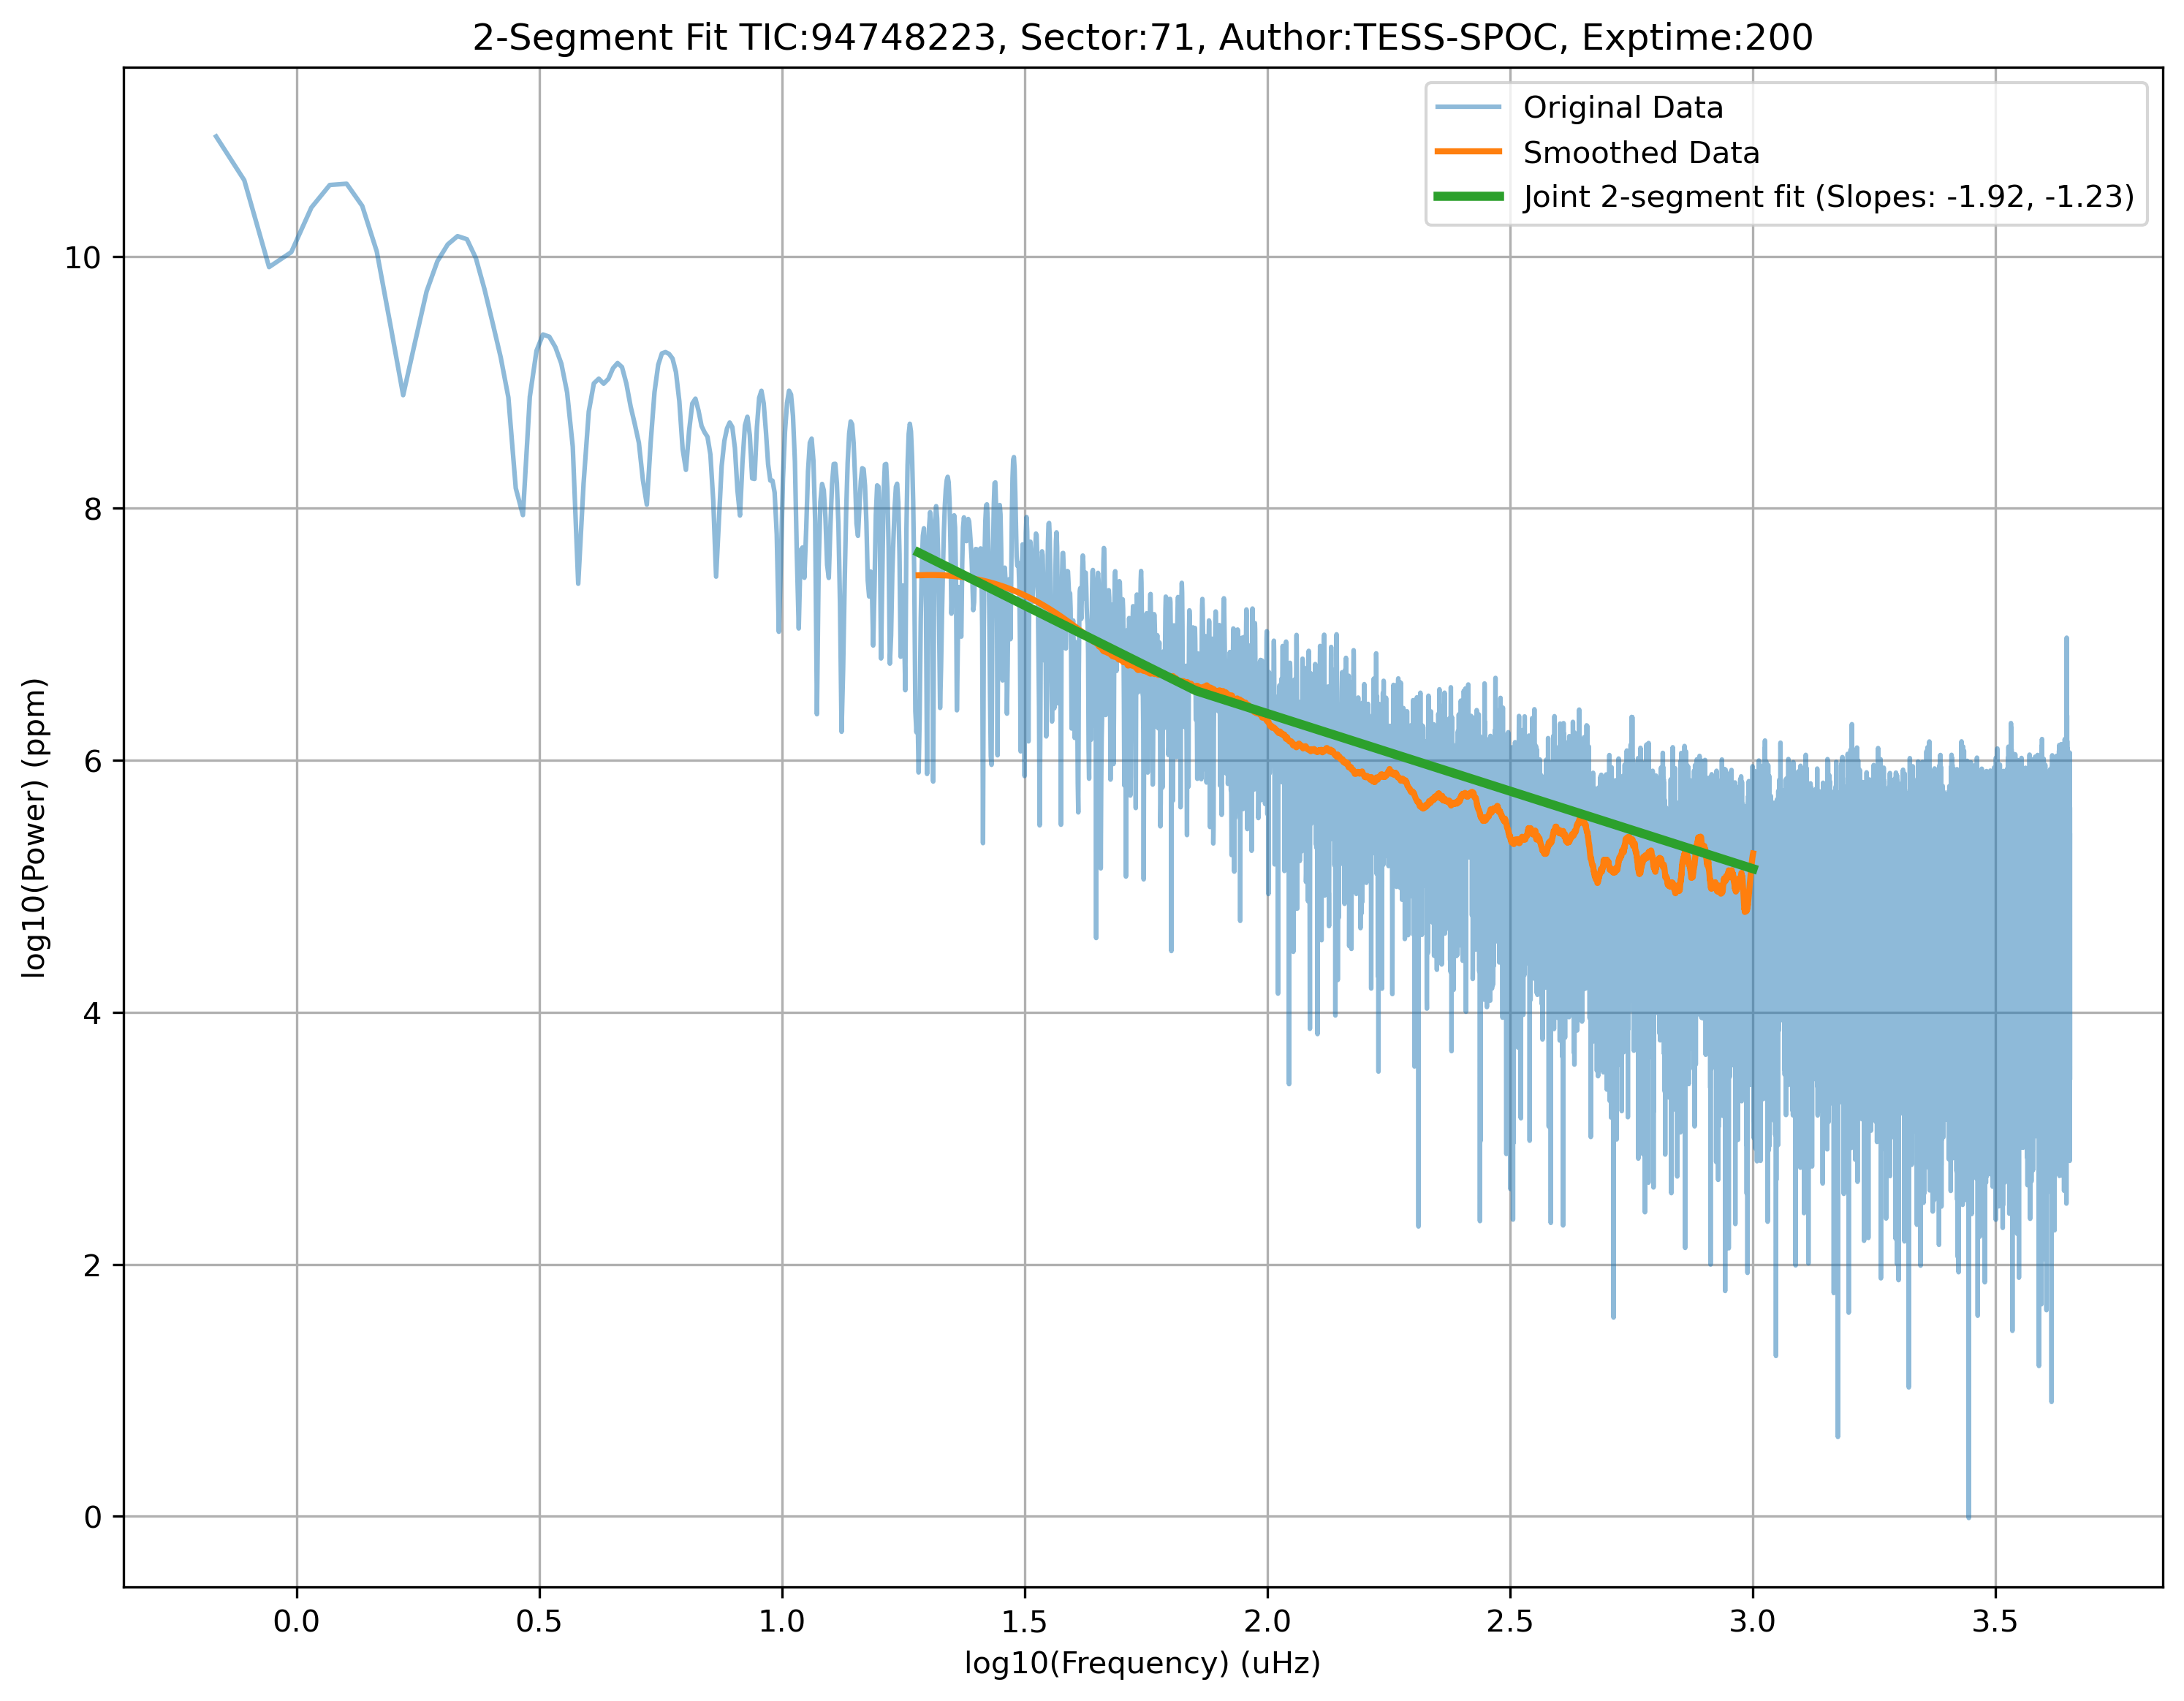 2-Segment Fit TIC:94748223, Sector:71, Author:TESS-SPOC, Exptime:200
Original Data
Smoothed Data
Joint 2-segment fit (Slopes: -1.92, -1.23)
log10(Power) (ppm)
10
8
6
4
2
0
0.0 0.5 1.0 1.5 2.0 2.5 3.0 3.5
log10(Frequency) (uHz)